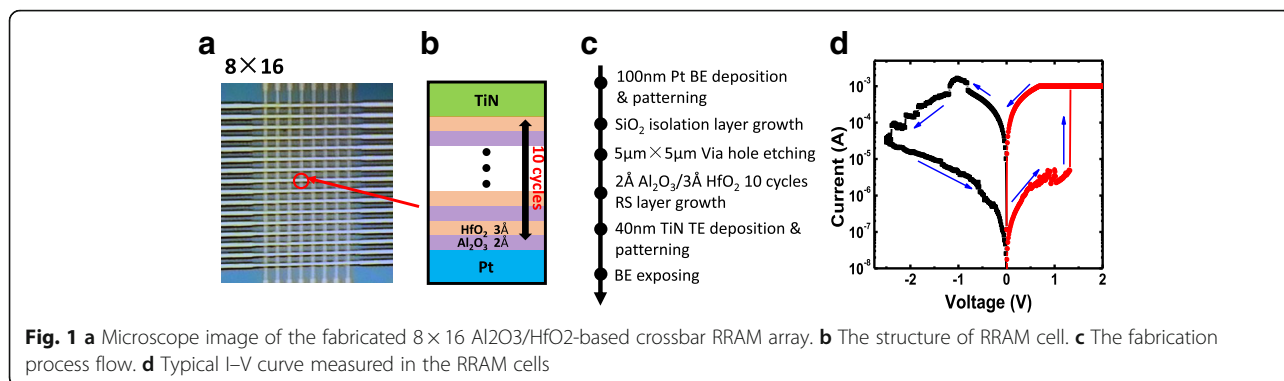 a
8×16
b
TiN
10 cycles
HfO₂ 3Å
Al₂O₃ 2Å
Pt
c
100nm Pt BE deposition
& patterning
SiO₂ isolation layer growth
5μm×5μm Via hole etching
2Å Al₂O₃/3Å HfO₂ 10 cycles
RS layer growth
40nm TiN TE deposition &
patterning
BE exposing
d
Current (A)
10⁻²
10⁻³
10⁻⁴
10⁻⁵
10⁻⁶
10⁻⁷
10⁻⁸
-2 -1 0 1 2
Voltage (V)
Fig. 1 a Microscope image of the fabricated 8 × 16 Al2O3/HfO2-based crossbar RRAM array. b The structure of RRAM cell. c The fabrication
process flow. d Typical I–V curve measured in the RRAM cells